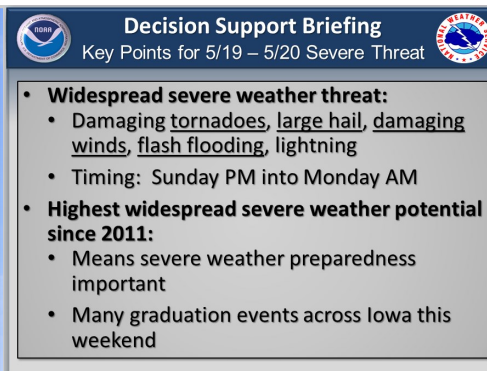 Decision Support Briefing
Key Points for 5/19 – 5/20 Severe Threat
NOAA
• Widespread severe weather threat:
• Damaging tornadoes, large hail, damaging
winds, flash flooding, lightning
• Timing: Sunday PM into Monday AM
• Highest widespread severe weather potential
since 2011:
• Means severe weather preparedness
important
• Many graduation events across Iowa this
weekend